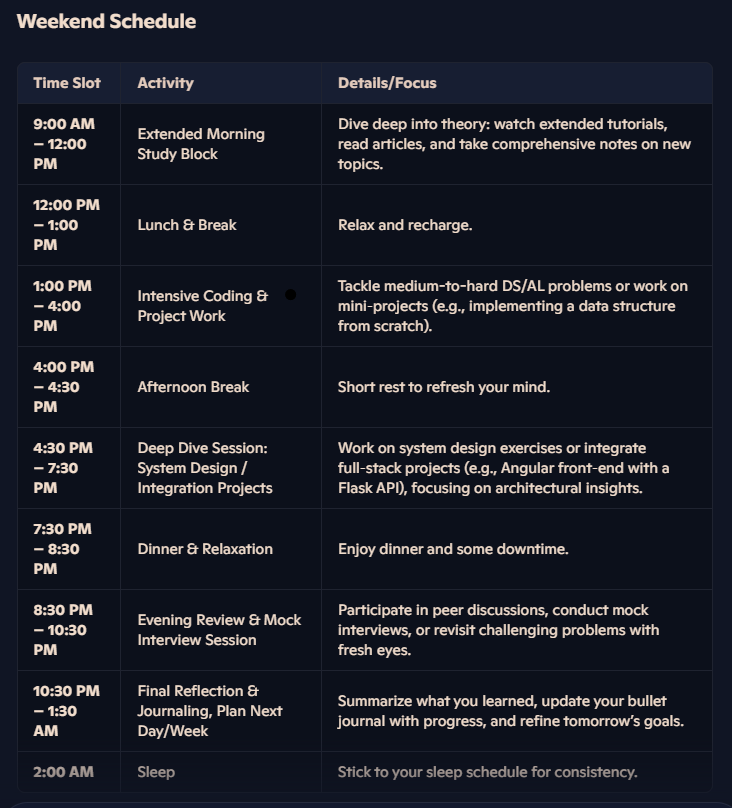 Weekend Schedule
Time Slot Activity Details/Focus
9:00 AM
– 12:00
PM
Extended Morning
Study Block
Dive deep into theory: watch extended tutorials,
read articles, and take comprehensive notes on new
topics.
12:00 PM
– 1:00
PM
Lunch & Break
Relax and recharge.
1:00 PM
– 4:00
PM
Intensive Coding &
Project Work
Tackle medium-to-hard DS/AL problems or work on
mini-projects (e.g., implementing a data structure
from scratch).
4:00 PM
– 4:30
PM
Afternoon Break
Short rest to refresh your mind.
4:30 PM
– 7:30
PM
Deep Dive Session:
System Design /
Integration Projects
Work on system design exercises or integrate
full-stack projects (e.g., Angular front-end with a
Flask API), focusing on architectural insights.
7:30 PM
– 8:30
PM
Dinner & Relaxation
Enjoy dinner and some downtime.
8:30 PM
– 10:30
PM
Evening Review & Mock
Interview Session
Participate in peer discussions, conduct mock
interviews, or revisit challenging problems with
fresh eyes.
10:30 PM
– 1:30
AM
Final Reflection &
Journaling, Plan Next
Day/Week
Summarize what you learned, update your bullet
journal with progress, and refine tomorrow's goals.
2:00 AM
Sleep
Stick to your sleep schedule for consistency.